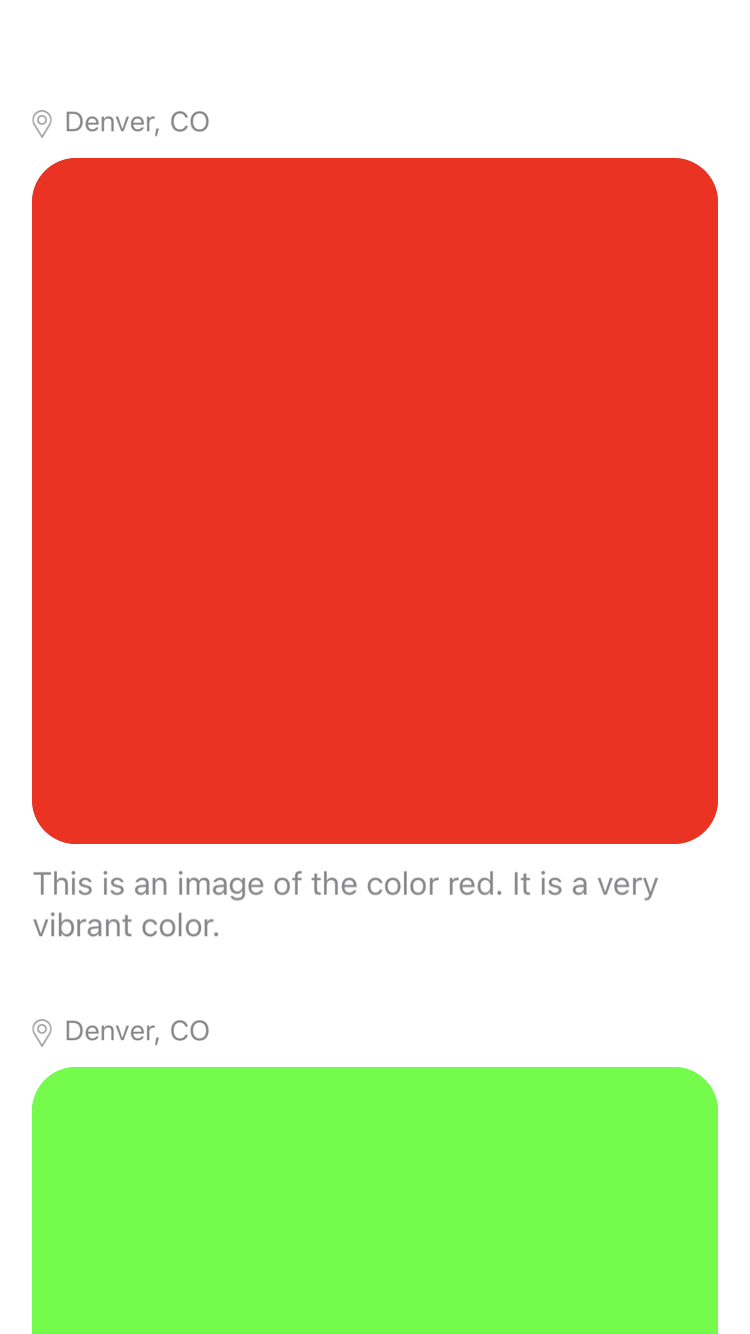 Denver, CO
This is an image of the color red. It is a very
vibrant color.
Denver, CO